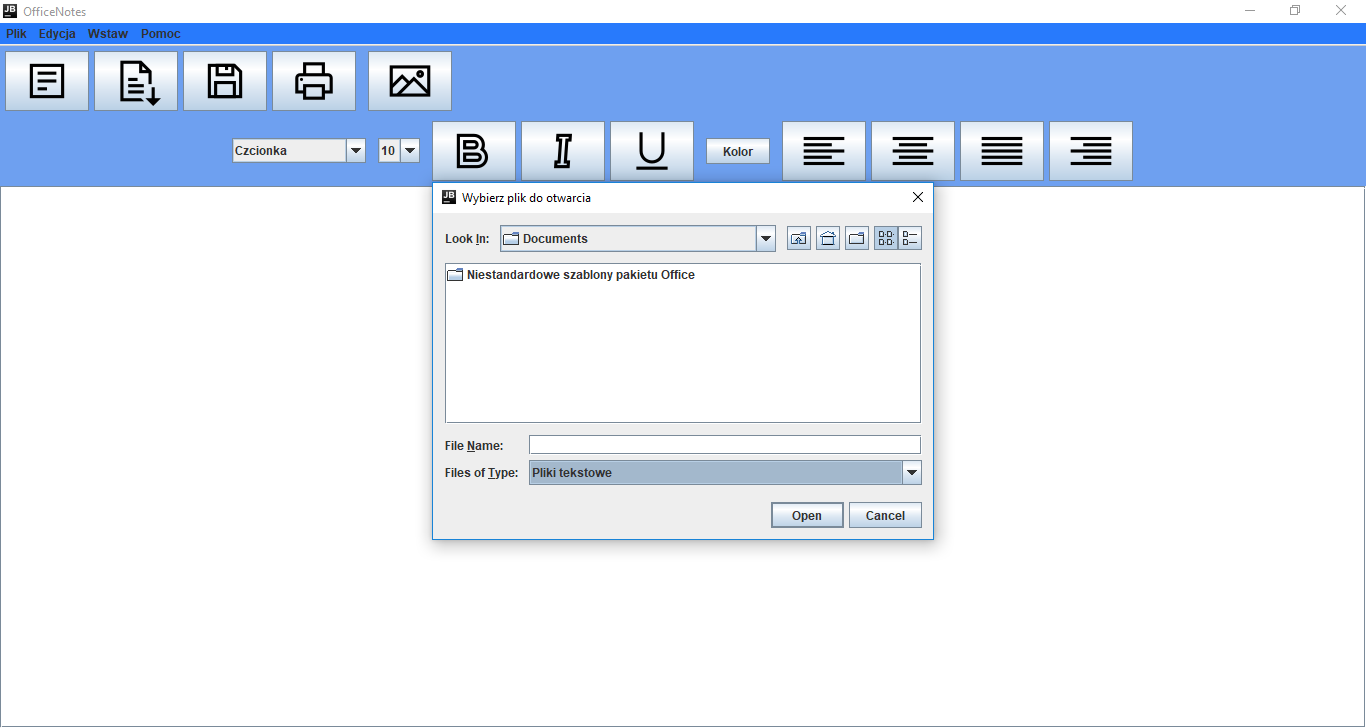 JB OfficeNotes
Plik Edycja Wstaw Pomoc
Czcionka 10 B I U Kolor
JB Wybierz plik do otwarcia
Look In: Documents
Niestandardowe szablony pakietu Office
File Name:
Files of Type: Pliki tekstowe
Open Cancel